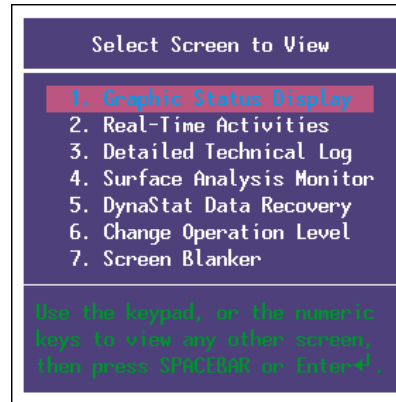 Select Screen to View
1. Graphic Status Display
2. Real-Time Activities
3. Detailed Technical Log
4. Surface Analysis Monitor
5. DynaStat Data Recovery
6. Change Operation Level
7. Screen Blanker
Use the keypad, or the numeric
keys to view any other screen,
then press SPACEBAR or Enter↵.